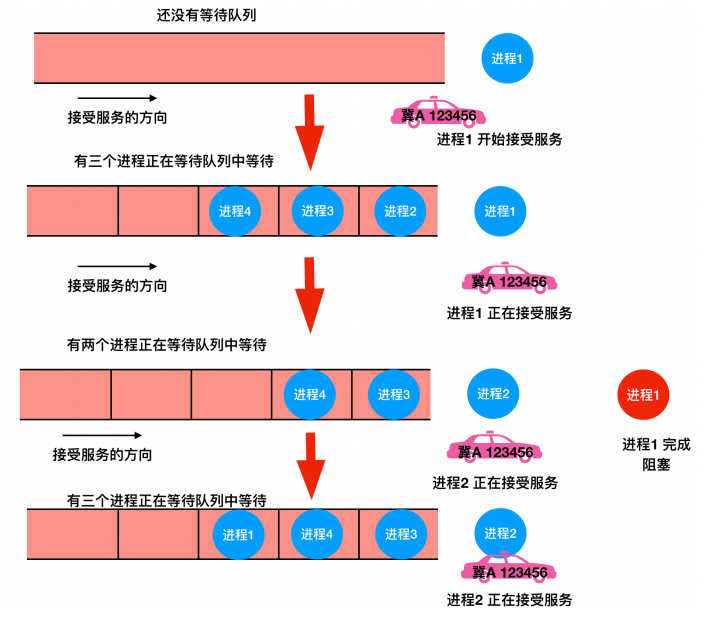 还没有等待队列
进程1
接受服务的方向
冀A 123456
进程1 开始接受服务
有三个进程正在等待队列中等待
进程4
进程3
进程2
进程1
接受服务的方向
冀A 123456
进程1 正在接受服务
有两个进程正在等待队列中等待
进程4
进程3
进程2
进程1
接受服务的方向
冀A 123456
进程2 正在接受服务
进程1 完成
阻塞
有三个进程正在等待队列中等待
进程1
进程4
进程3
进程2
冀A 123456
进程2 正在接受服务